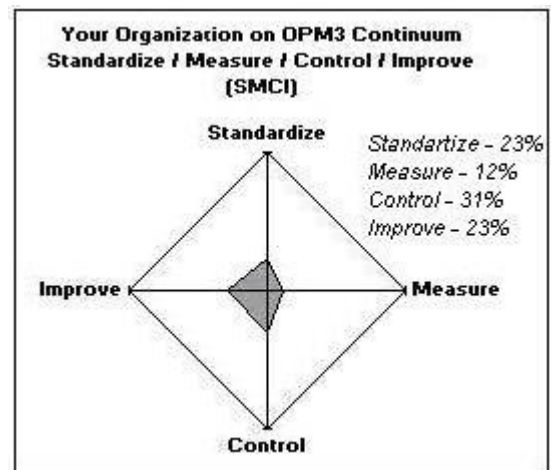 Your Organization on OPM3 Continuum
Standardize / Measure / Control / Improve
(SMCI)
Standardize
Standartize - 23%
Measure - 12%
Control - 31%
Improve - 23%
Improve
Measure
Control